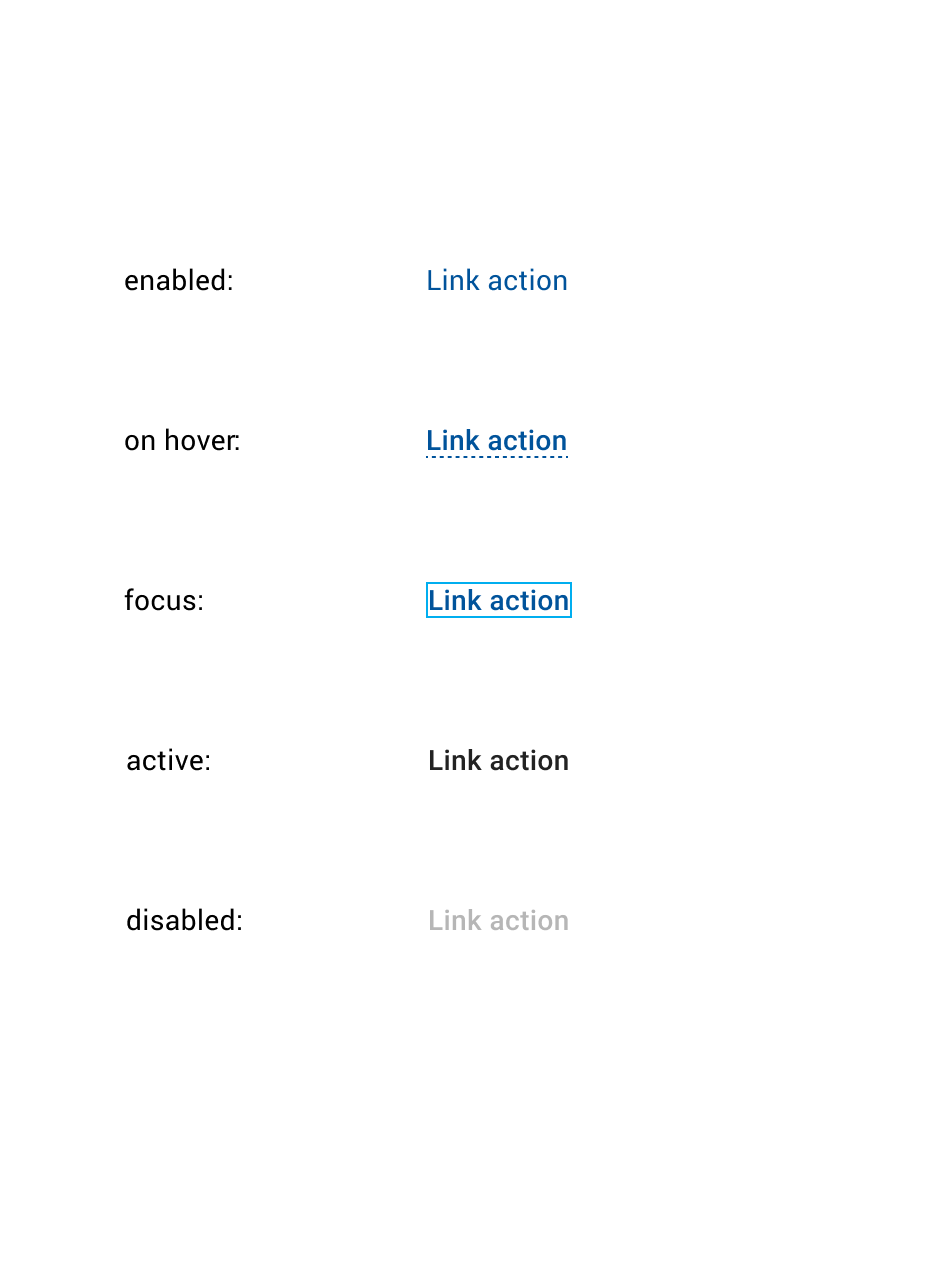 enabled: Link action
on hover: Link action
focus: Link action
active: Link action
disabled: Link action